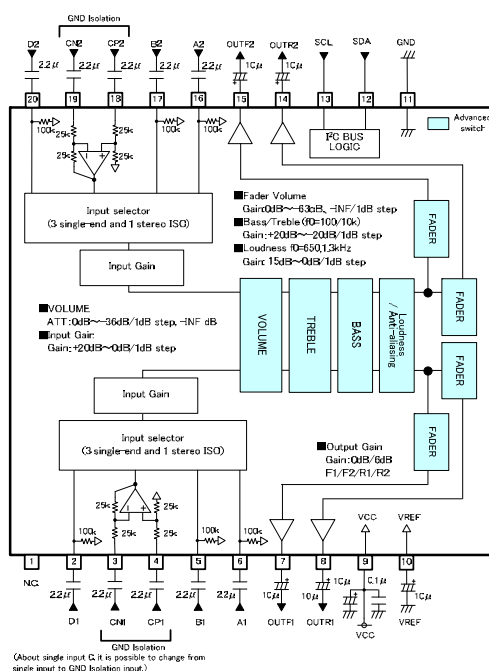 GND Isolation
D2 CN2 CP2 B2 A2 OUTF2 OUTR2 SCL SDA GND
2.2μ 2.2μ 2.2μ 2.2μ 2.2μ 10μ 10μ
20 19 18 17 16 15 14 13 12 11
100k 25k 25k 100k 100k
25k 25k
I²C BUS
LOGIC
Advanced
switch
Input selector
(3 single-end and 1 stereo ISO)
■Fader Volume
Gain:0dB~-63dB, -INF/1dB step
■Bass/Treble (f0=100/10k)
Gain:+20dB~-20dB/1dB step
■Loudness f0=650,1.3kHz
Gain: 15dB~0dB/1dB step
FADER
Input Gain
■VOLUME
ATT:0dB~-36dB/1dB step, -INF dB
■Input Gain
Gain:+20dB~0dB/1dB step
VOLUME
TREBLE
BASS
Loudness
/ Anti-aliasing
FADER
FADER
Input Gain
Input selector
(3 single-end and 1 stereo ISO)
FADER
■Output Gain
Gain:0dB/6dB
F1/F2/R1/R2
25k 25k
100k 25k 25k 100k 100k
VCC VREF
1 2 3 4 5 6 7 8 9 10
N.C.
2.2μ 2.2μ 2.2μ 2.2μ 2.2μ 10μ 10μ 10μ 0.1μ 10μ
D1 CN1 CP1 B1 A1 OUTF1 OUTR1 VCC VREF
GND Isolation
(About single input C, it is possible to change from
single input to GND Isolation input.)